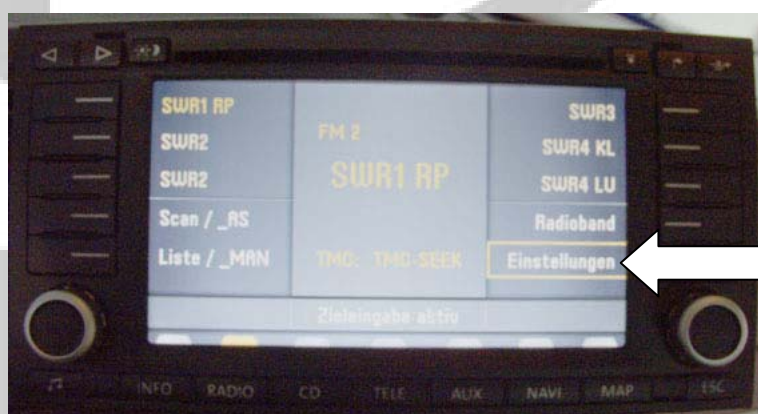 SWR1 RP
SWR2
SWR2
Scan / _AS
Liste / _MAN
FM 2
SWR1 RP
TMC: TMC-SEEK
SWR3
SWR4 KL
SWR4 LU
Radioband
Einstellungen
Zieleingabe aktiv
INFO RADIO CD TELE AUX NAVI MAP ESC